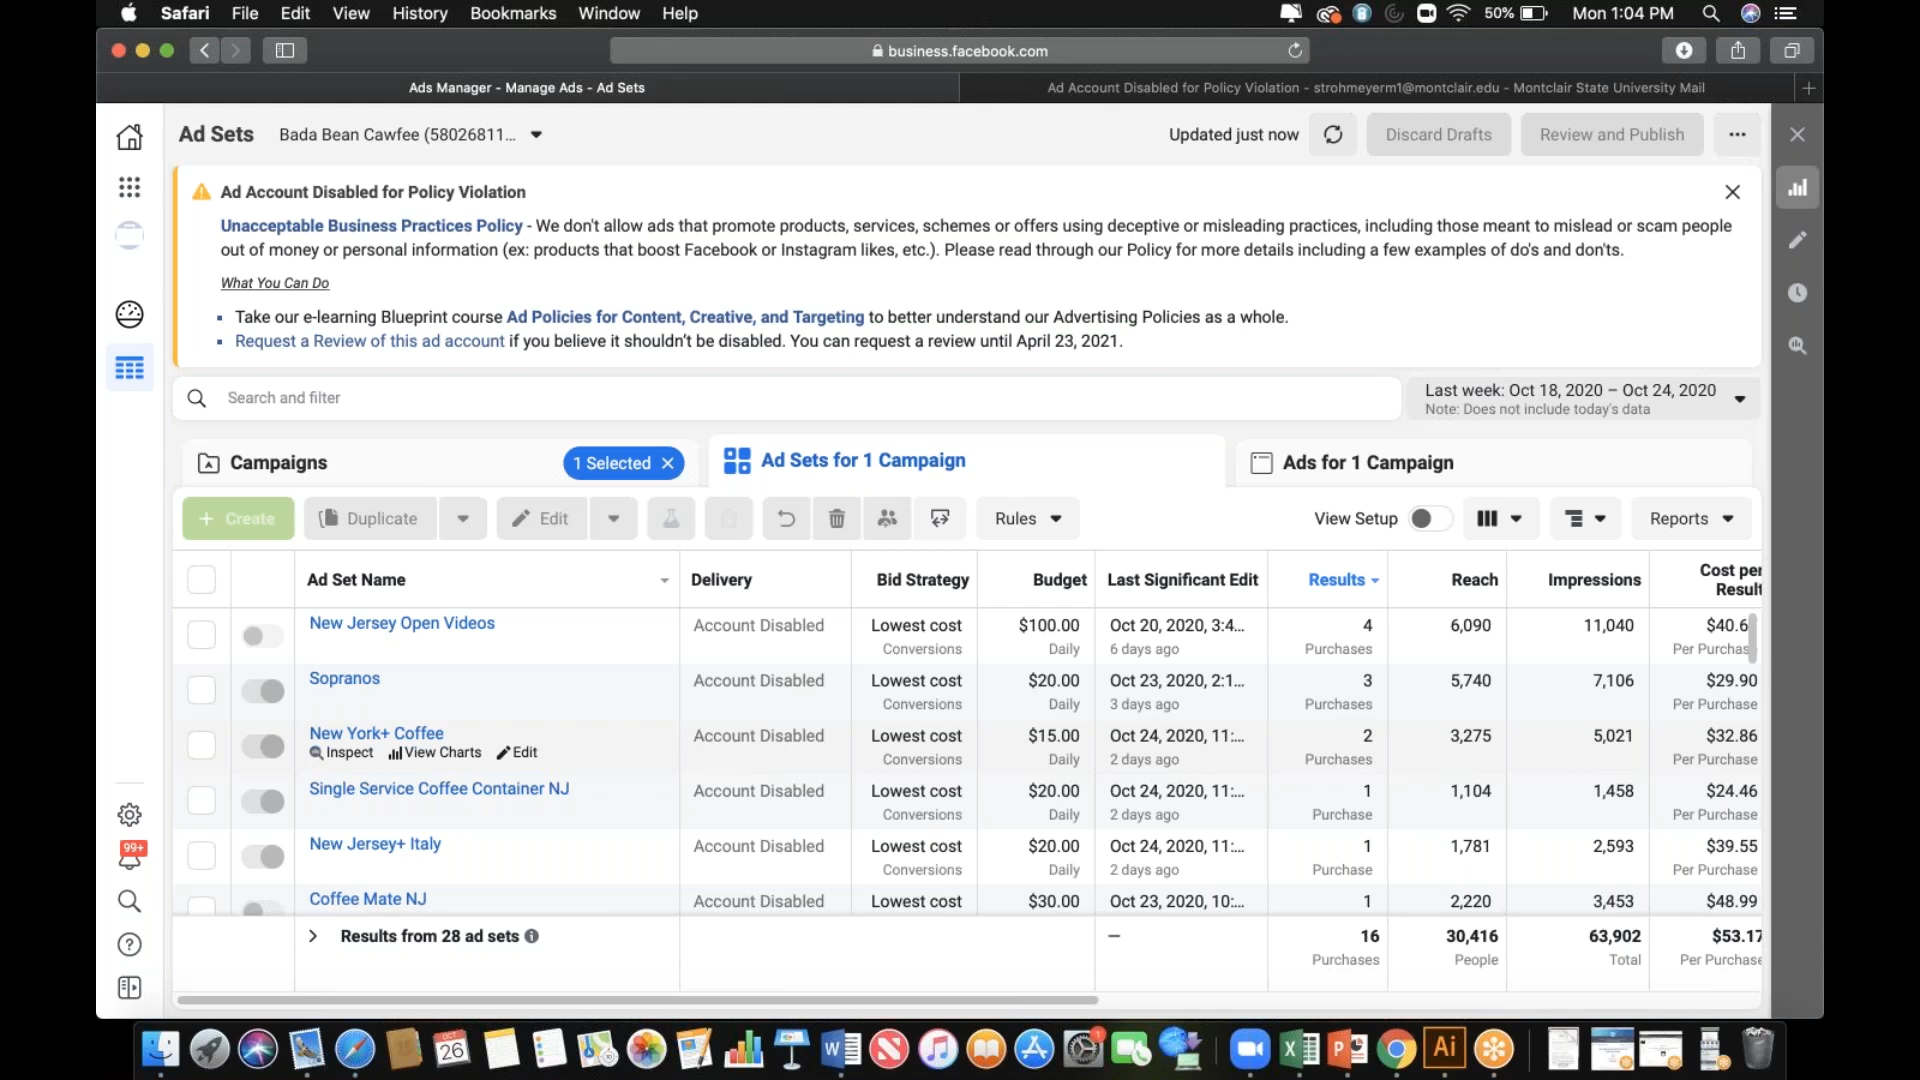 Safari File Edit View History Bookmarks Window Help 50% Mon 1:04 PM
business.facebook.com
Ads Manager - Manage Ads - Ad Sets
Ad Account Disabled for Policy Violation - strohmeyerm1@montclair.edu - Montclair State University Mail
Ad Sets Bada Bean Cawfee (58026811... Updated just now Discard Drafts Review and Publish
Ad Account Disabled for Policy Violation
Unacceptable Business Practices Policy - We don't allow ads that promote products, services, schemes or offers using deceptive or misleading practices, including those meant to mislead or scam people
out of money or personal information (ex: products that boost Facebook or Instagram likes, etc.). Please read through our Policy for more details including a few examples of do's and don'ts.
What You Can Do
Take our e-learning Blueprint course Ad Policies for Content, Creative, and Targeting to better understand our Advertising Policies as a whole.
Request a Review of this ad account if you believe it shouldn't be disabled. You can request a review until April 23, 2021.
Search and filter
Last week: Oct 18, 2020 – Oct 24, 2020
Note: Does not include today's data
Campaigns 1 Selected Ad Sets for 1 Campaign Ads for 1 Campaign
+ Create Duplicate Edit Rules View Setup Reports
Ad Set Name Delivery Bid Strategy Budget Last Significant Edit Results Reach Impressions Cost per
Result
New Jersey Open Videos Account Disabled Lowest cost $100.00 Oct 20, 2020, 3:4... 4 6,090 11,040 $40.6
Conversions Daily 6 days ago Purchases Per Purchas
Sopranos Account Disabled Lowest cost $20.00 Oct 23, 2020, 2:1... 3 5,740 7,106 $29.90
Conversions Daily 3 days ago Purchases Per Purchase
New York+ Coffee Account Disabled Lowest cost $15.00 Oct 24, 2020, 11:... 2 3,275 5,021 $32.86
Inspect View Charts Edit Conversions Daily 2 days ago Purchases Per Purchase
Single Service Coffee Container NJ Account Disabled Lowest cost $20.00 Oct 24, 2020, 11:... 1 1,104 1,458 $24.46
Conversions Daily 2 days ago Purchase Per Purchase
New Jersey+ Italy Account Disabled Lowest cost $20.00 Oct 24, 2020, 11:... 1 1,781 2,593 $39.55
Conversions Daily 2 days ago Purchase Per Purchase
Coffee Mate NJ Account Disabled Lowest cost $30.00 Oct 23, 2020, 10:... 1 2,220 3,453 $48.99
Results from 28 ad sets — 16 30,416 63,902 $53.17
Purchases People Total Per Purchase
99+
OCT
26
W
1
X
P
Ai